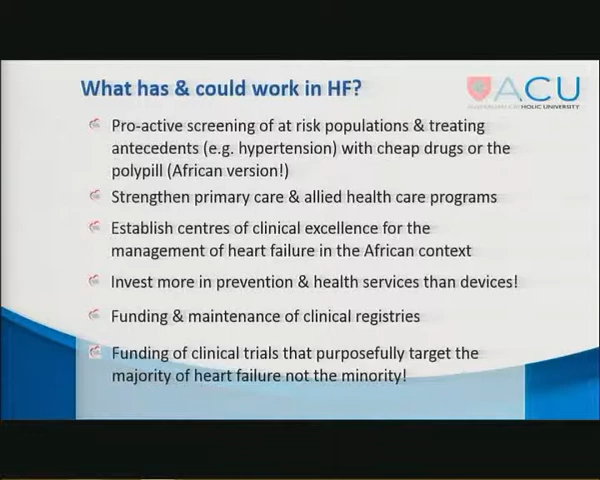 What has & could work in HF?
ACU
AUSTRALIAN CATHOLIC UNIVERSITY
Pro-active screening of at risk populations & treating
antecedents (e.g. hypertension) with cheap drugs or the
polypill (African version!)
Strengthen primary care & allied health care programs
Establish centres of clinical excellence for the
management of heart failure in the African context
Invest more in prevention & health services than devices!
Funding & maintenance of clinical registries
Funding of clinical trials that purposefully target the
majority of heart failure not the minority!